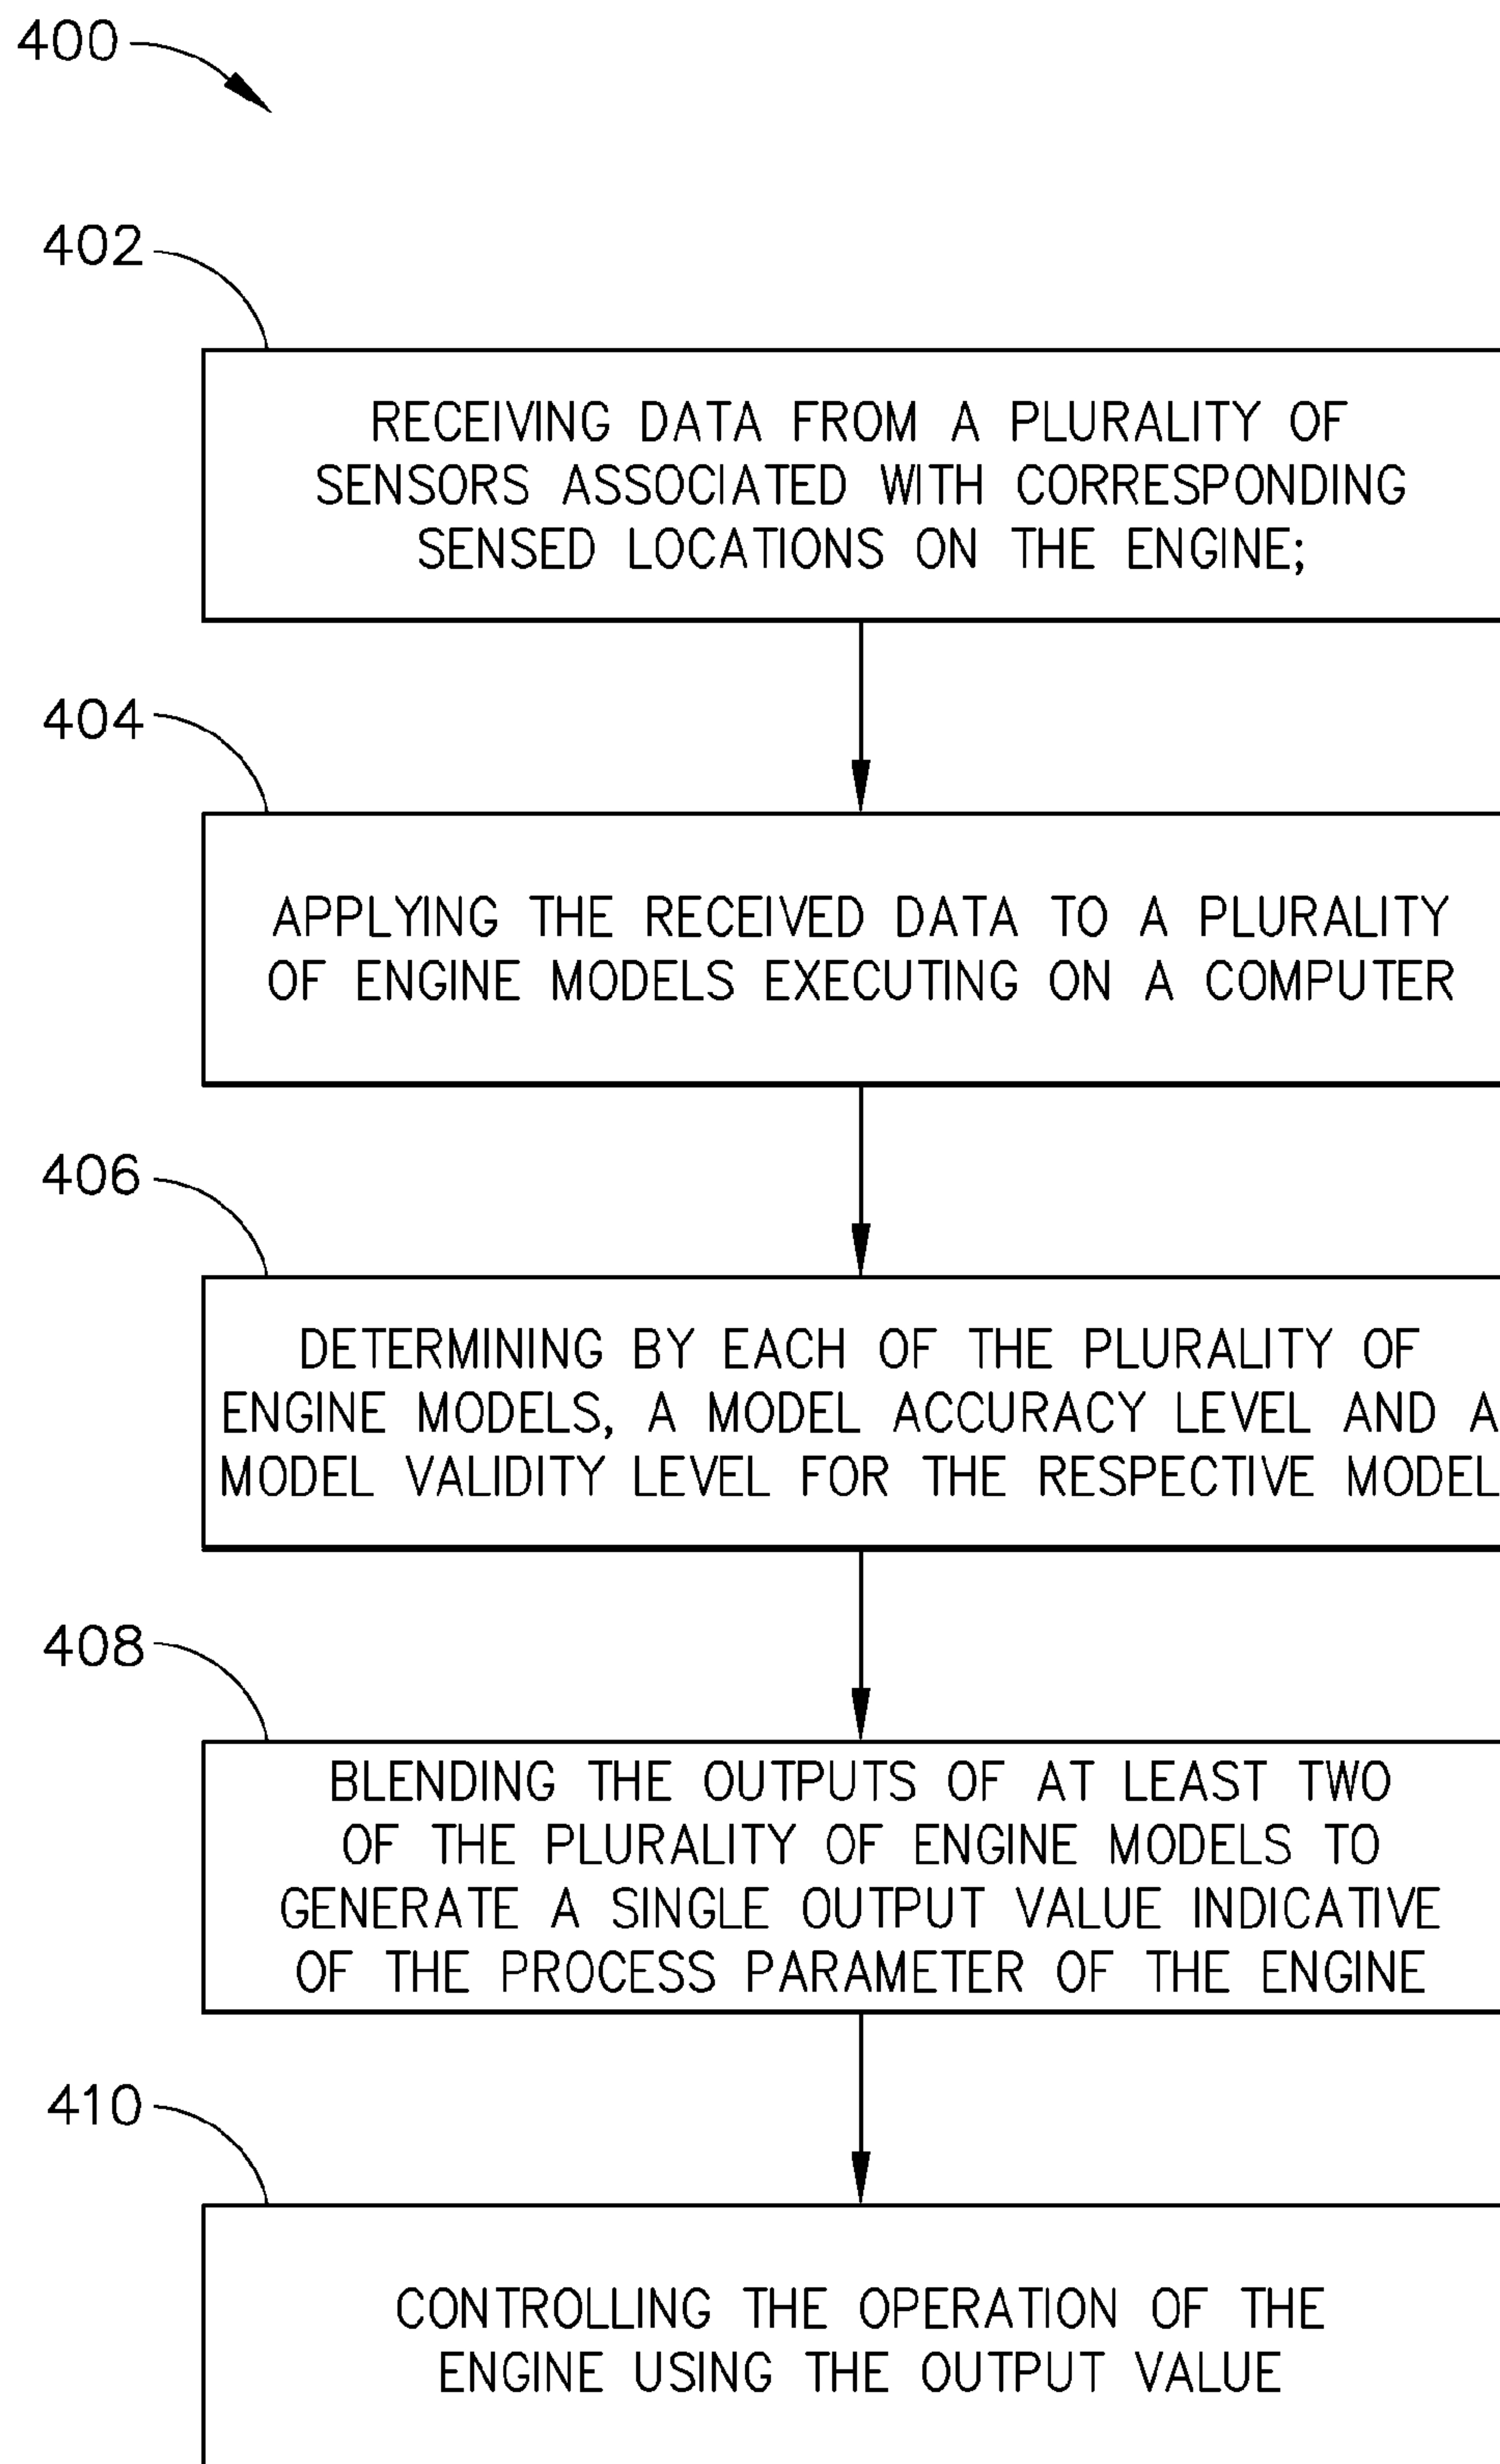 400
402
RECEIVING DATA FROM A PLURALITY OF
SENSORS ASSOCIATED WITH CORRESPONDING
SENSED LOCATIONS ON THE ENGINE;
404
APPLYING THE RECEIVED DATA TO A PLURALITY
OF ENGINE MODELS EXECUTING ON A COMPUTER
406
DETERMINING BY EACH OF THE PLURALITY OF
ENGINE MODELS, A MODEL ACCURACY LEVEL AND A
MODEL VALIDITY LEVEL FOR THE RESPECTIVE MODEL
408
BLENDING THE OUTPUTS OF AT LEAST TWO
OF THE PLURALITY OF ENGINE MODELS TO
GENERATE A SINGLE OUTPUT VALUE INDICATIVE
OF THE PROCESS PARAMETER OF THE ENGINE
410
CONTROLLING THE OPERATION OF THE
ENGINE USING THE OUTPUT VALUE